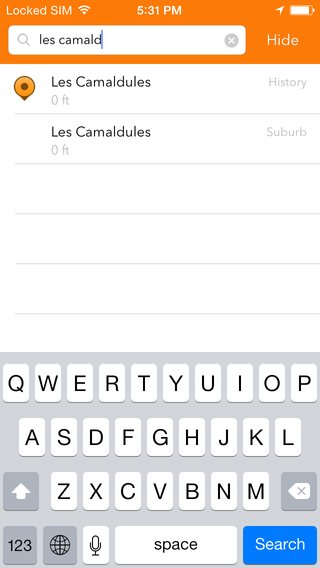 Locked SIM 5:31 PM
les camald Hide
Les Camaldules History
0 ft
Les Camaldules Suburb
0 ft
Q W E R T Y U I O P
A S D F G H J K L
Z X C V B N M
123 space Search